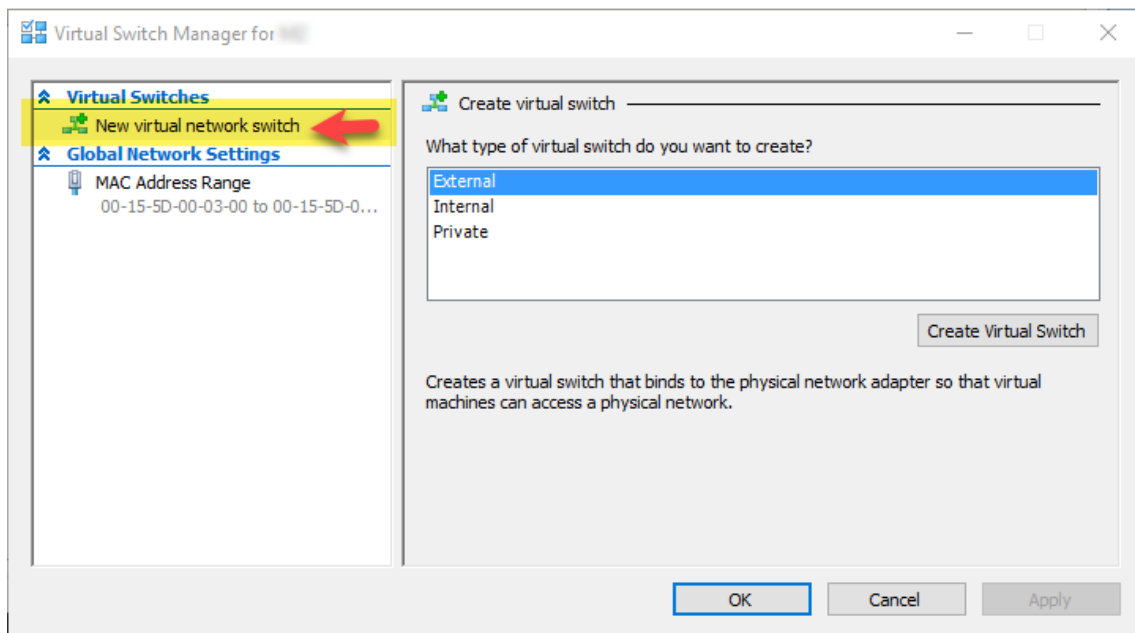 Virtual Switch Manager for
Virtual Switches
New virtual network switch
Global Network Settings
MAC Address Range
00-15-5D-00-03-00 to 00-15-5D-0...
Create virtual switch
What type of virtual switch do you want to create?
External
Internal
Private
Create Virtual Switch
Creates a virtual switch that binds to the physical network adapter so that virtual
machines can access a physical network.
OK
Cancel
Apply